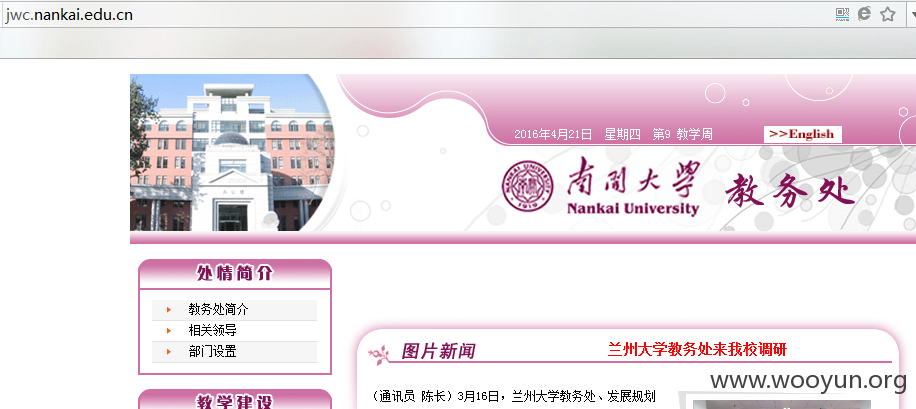 jwc.nankai.edu.cn
2016年4月21日 星期四 第9 教学周
>>English
南开大学 教务处
Nankai University
处情简介
教务处简介
相关领导
部门设置
教学建设
图片新闻
兰州大学教务处来我校调研
（通讯员 陈长）3月16日，兰州大学教务处、发展规划
www.wooyun.org